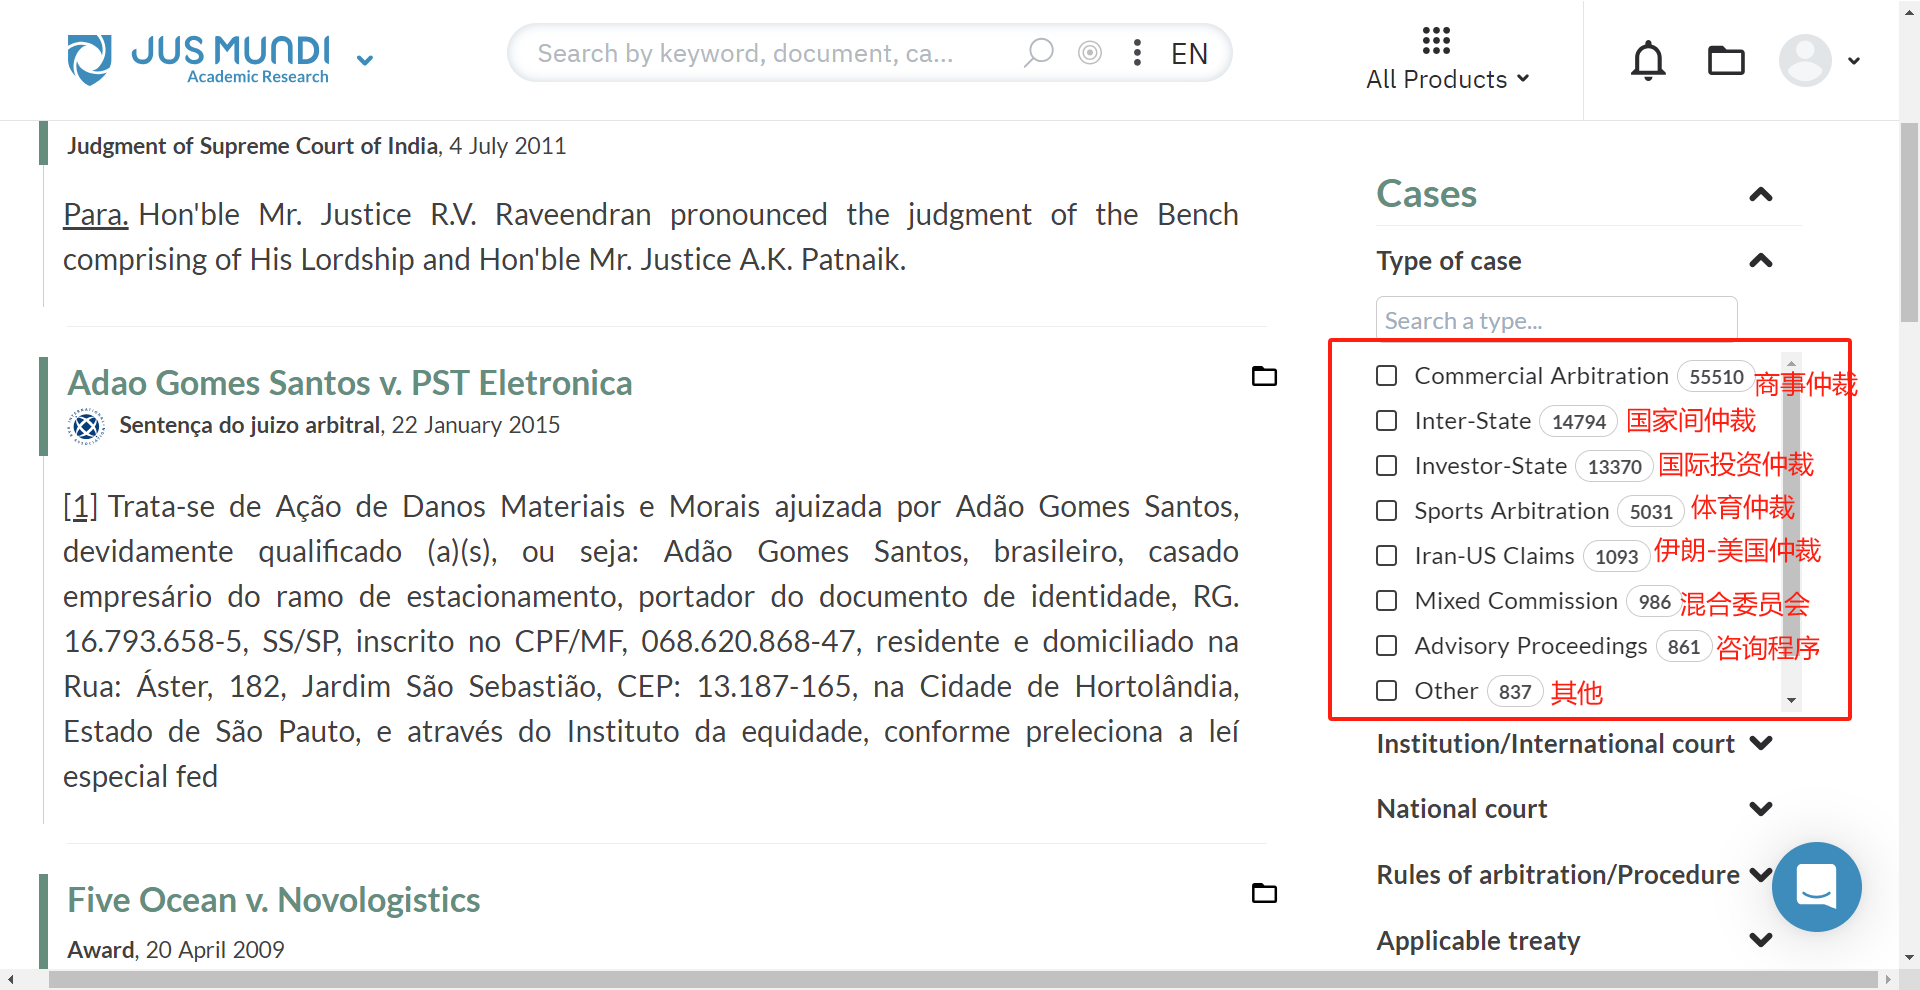 JUS MUNDI
Academic Research
Search by keyword, document, ca...
EN
All Products
Judgment of Supreme Court of India, 4 July 2011
Para. Hon'ble Mr. Justice R.V. Raveendran pronounced the judgment of the Bench
comprising of His Lordship and Hon'ble Mr. Justice A.K. Patnaik.
Adao Gomes Santos v. PST Eletronica
Sentença do juizo arbitral, 22 January 2015
[1] Trata-se de Ação de Danos Materiais e Morais ajuizada por Adão Gomes Santos,
devidamente qualificado (a)(s), ou seja: Adão Gomes Santos, brasileiro, casado
empresário do ramo de estacionamento, portador do documento de identidade, RG.
16.793.658-5, SS/SP, inscrito no CPF/MF, 068.620.868-47, residente e domiciliado na
Rua: Áster, 182, Jardim São Sebastião, CEP: 13.187-165, na Cidade de Hortolândia,
Estado de São Pauto, e através do Instituto da equidade, conforme preleciona a leí
especial fed
Five Ocean v. Novologistics
Award, 20 April 2009
Cases
Type of case
Search a type...
Commercial Arbitration 55510 商事仲裁
Inter-State 14794 国家间仲裁
Investor-State 13370 国际投资仲裁
Sports Arbitration 5031 体育仲裁
Iran-US Claims 1093 伊朗-美国仲裁
Mixed Commission 986 混合委员会
Advisory Proceedings 861 咨询程序
Other 837 其他
Institution/International court
National court
Rules of arbitration/Procedure
Applicable treaty